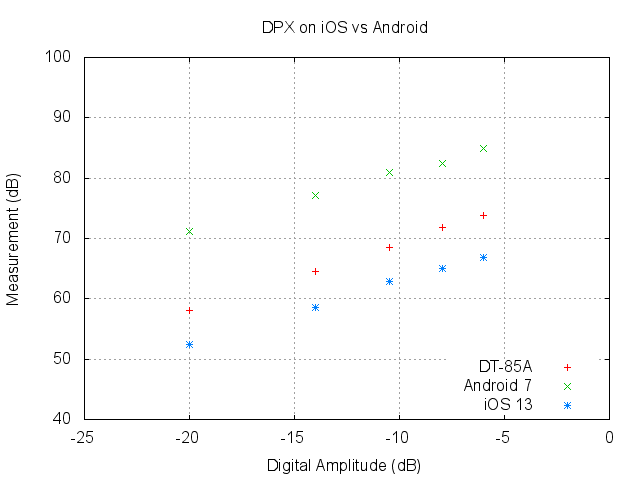 DPX on iOS vs Android
100
90
80
70
60
50
40
Measurement (dB)
DT-85A
Android 7
iOS 13
-25 -20 -15 -10 -5 0
Digital Amplitude (dB)